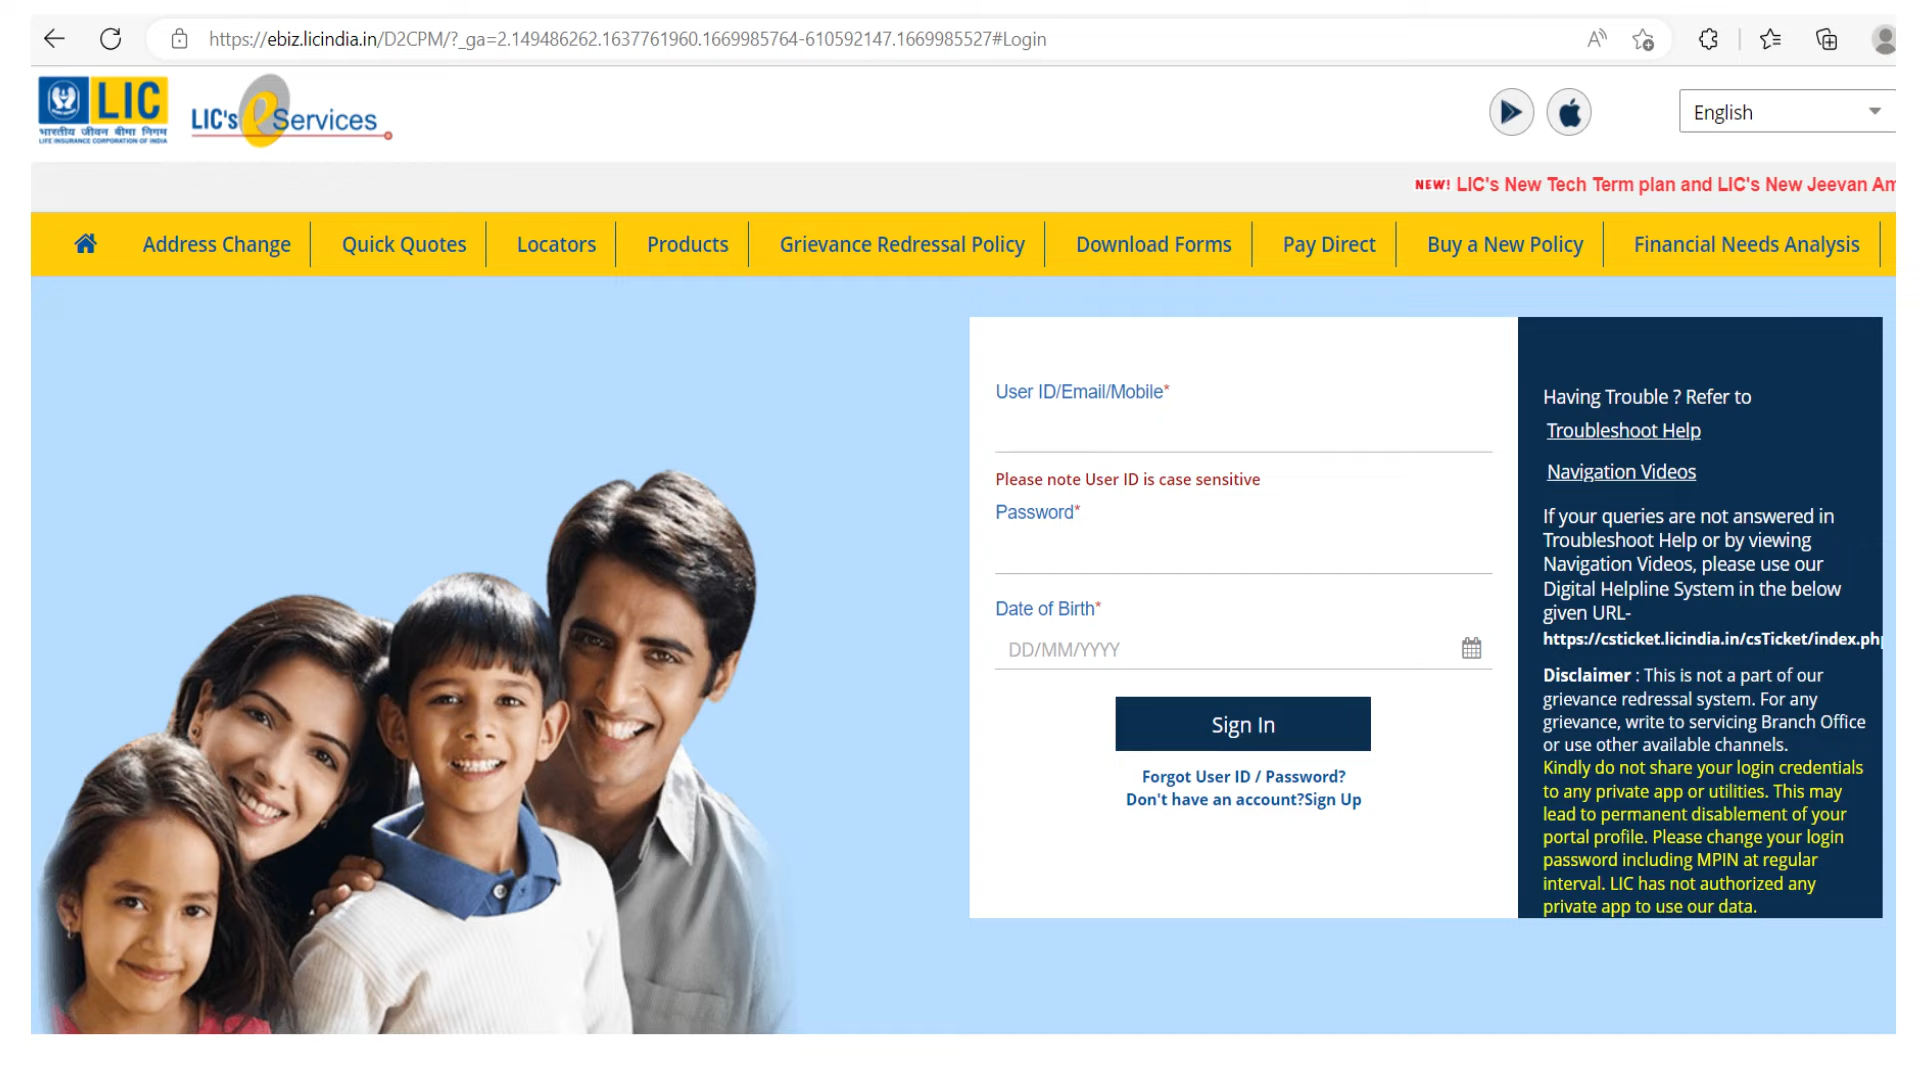 https://ebiz.licindia.in/D2CPM/?_ga=2.149486262.1637761960.1669985764-610592147.1669985527#Login
LIC
भारतीय जीवन बीमा निगम
LIFE INSURANCE CORPORATION OF INDIA
LIC's eServices
English
NEW! LIC's New Tech Term plan and LIC's New Jeevan Am
Address Change
Quick Quotes
Locators
Products
Grievance Redressal Policy
Download Forms
Pay Direct
Buy a New Policy
Financial Needs Analysis
User ID/Email/Mobile*
Please note User ID is case sensitive
Password*
Date of Birth*
DD/MM/YYYY
Sign In
Forgot User ID / Password?
Don't have an account?Sign Up
Having Trouble ? Refer to
Troubleshoot Help
Navigation Videos
If your queries are not answered in
Troubleshoot Help or by viewing
Navigation Videos, please use our
Digital Helpline System in the below
given URL-
https://csticket.licindia.in/csTicket/index.php
Disclaimer : This is not a part of our
grievance redressal system. For any
grievance, write to servicing Branch Office
or use other available channels.
Kindly do not share your login credentials
to any private app or utilities. This may
lead to permanent disablement of your
portal profile. Please change your login
password including MPIN at regular
interval. LIC has not authorized any
private app to use our data.